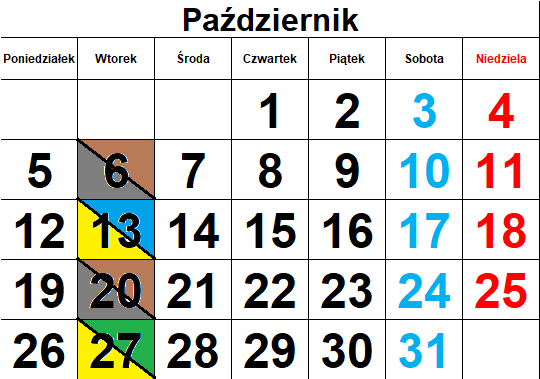 Październik
Poniedziałek Wtorek Środa Czwartek Piątek Sobota Niedziela
1 2 3 4
5 6 7 8 9 10 11
12 13 14 15 16 17 18
19 20 21 22 23 24 25
26 27 28 29 30 31